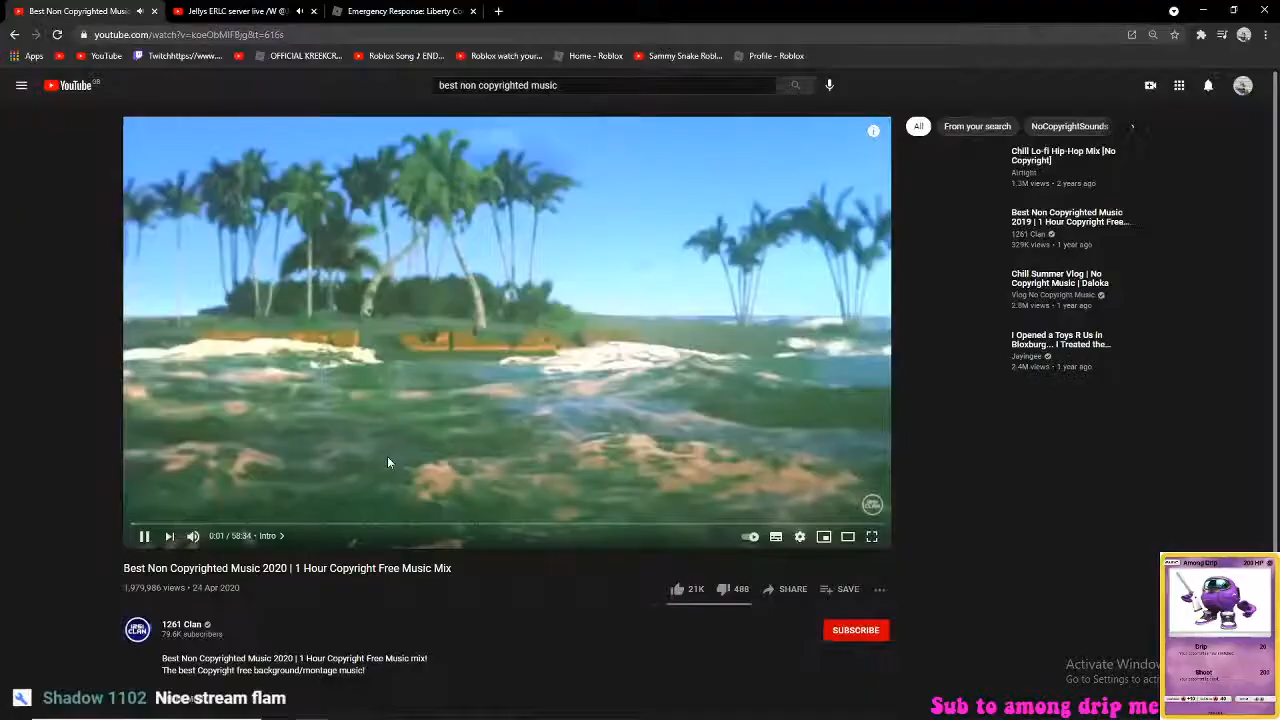 Best Non Copyrighted Music
Jellys ERLC server live /W @
Emergency Response: Liberty Co
youtube.com/watch?v=koeObMIFBjg&t=616s
Apps
YouTube
Twitchhttps://www....
OFFICIAL KREEKCR...
Roblox Song ♪ END...
Roblox watch your...
Home - Roblox
Sammy Snake Robl...
Profile - Roblox
YouTube GB
best non copyrighted music
All
From your search
NoCopyrightSounds
Chill Lo-fi Hip-Hop Mix [No
Copyright]
Airtight
1.3M views • 2 years ago
Best Non Copyrighted Music
2019 | 1 Hour Copyright Free...
1261 Clan
329K views • 1 year ago
Chill Summer Vlog | No
Copyright Music | Daloka
Vlog No Copyright Music
2.8M views • 1 year ago
I Opened a Toys R Us in
Bloxburg... I Treated the...
Jayingee
2.4M views • 1 year ago
0:01 / 58:34 • Intro
Best Non Copyrighted Music 2020 | 1 Hour Copyright Free Music Mix
1,979,986 views • 24 Apr 2020
21K
488
SHARE
SAVE
1261 Clan
79.6K subscribers
SUBSCRIBE
Best Non Copyrighted Music 2020 | 1 Hour Copyright Free Music mix!
The best Copyright free background/montage music!
Activate Window
Go to Settings to acti
Shadow 1102 Nice stream flam
Sub to among drip me
Among Drip 200 HP
Drip 20
Shoot 200